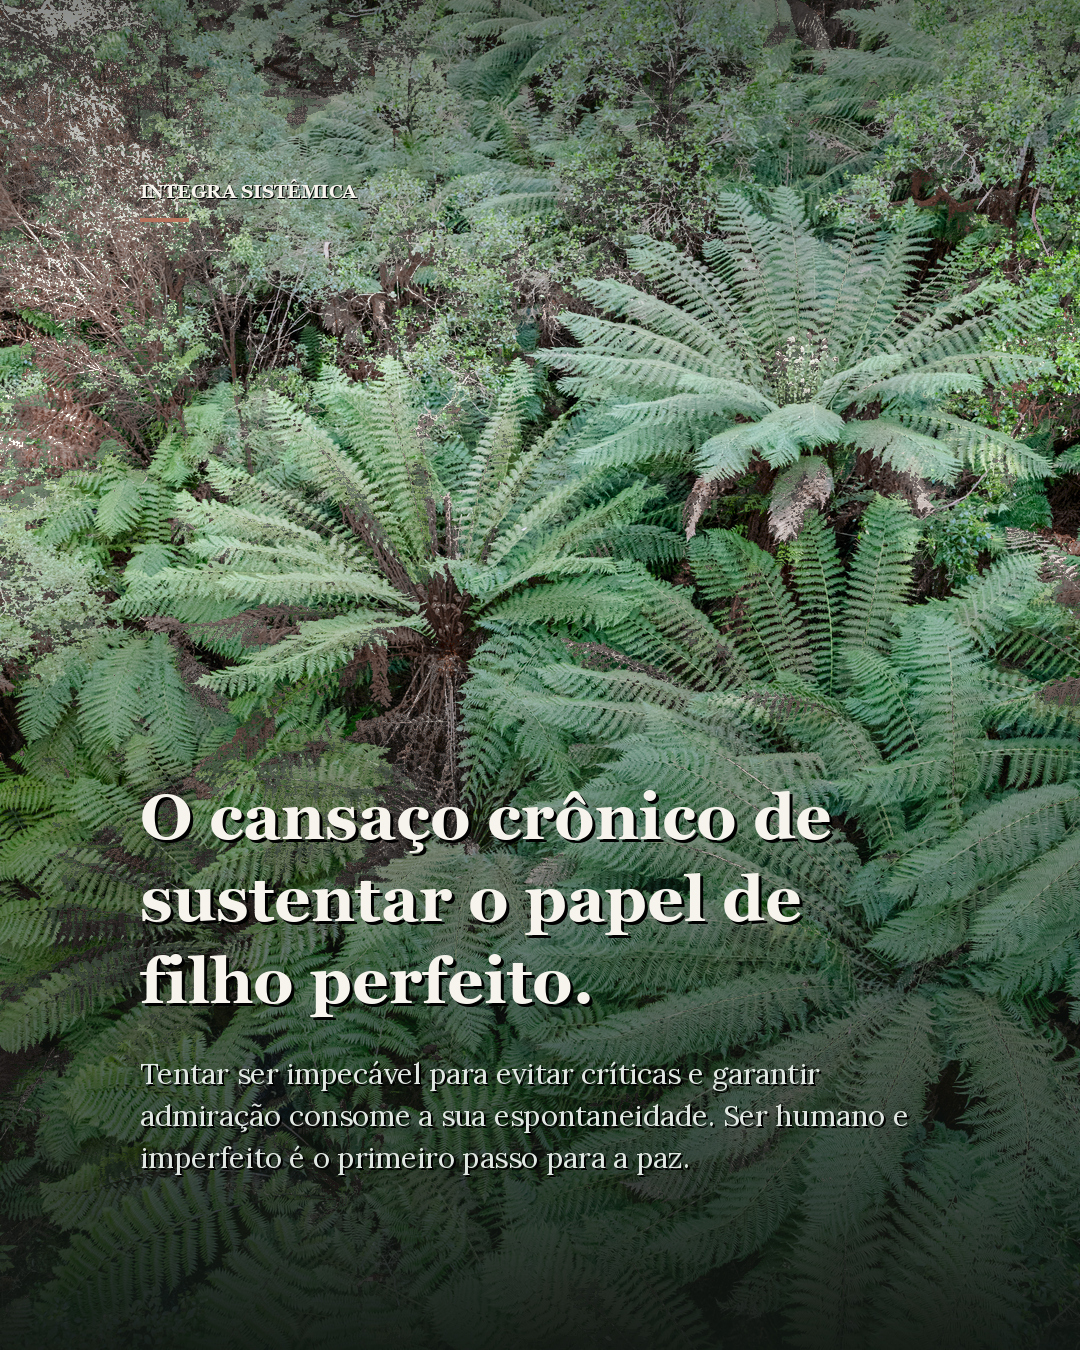 INTEGRA SISTÊMICA
O cansaço crônico de
sustentar o papel de
filho perfeito.
Tentar ser impecável para evitar críticas e garantir
admiração consome a sua espontaneidade. Ser humano e
imperfeito é o primeiro passo para a paz.